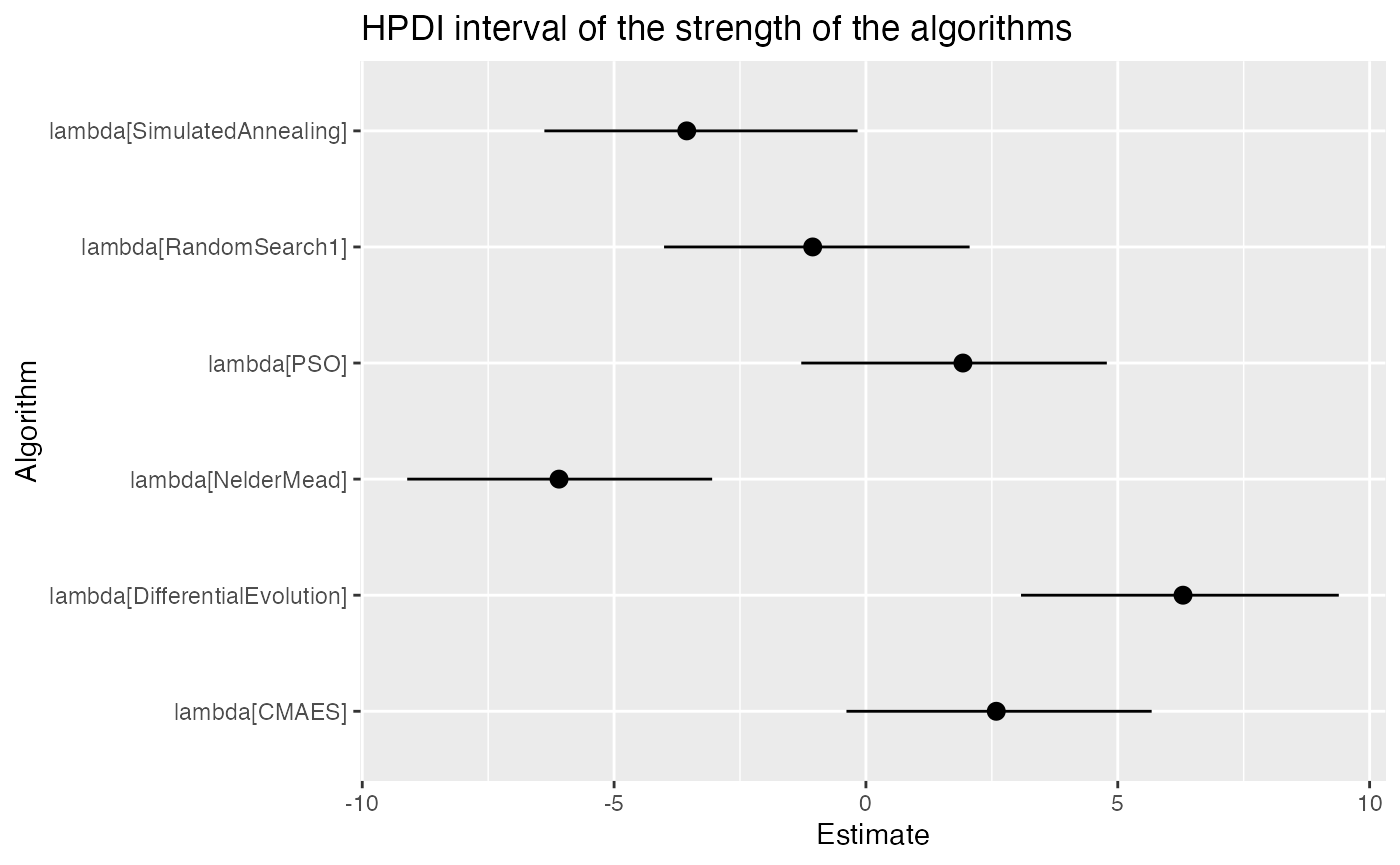 HPDI interval of the strength of the algorithms
Algorithm
lambda[SimulatedAnnealing]
lambda[RandomSearch1]
lambda[PSO]
lambda[NelderMead]
lambda[DifferentialEvolution]
lambda[CMAES]
-10 -5 0 5 10
Estimate